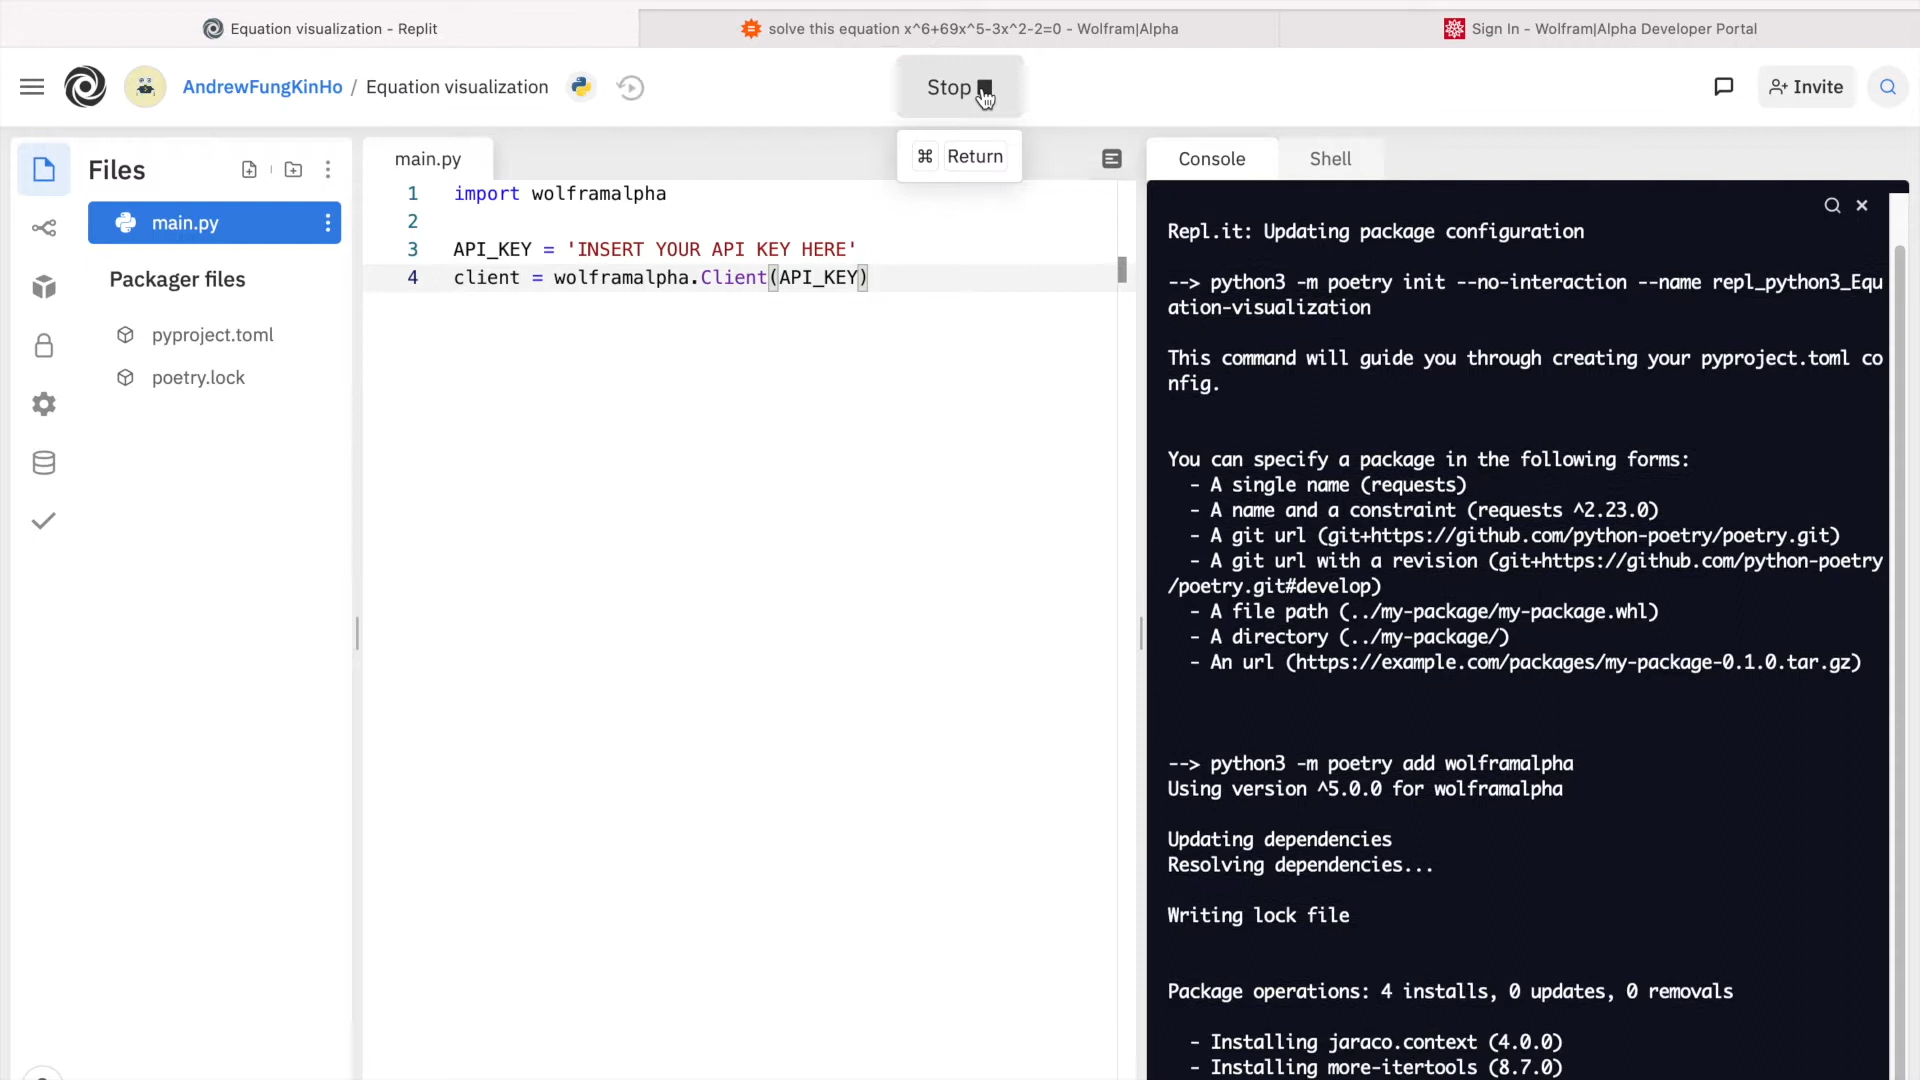 Equation visualization - Replit
solve this equation x^6+69x^5-3x^2-2=0 - Wolfram|Alpha
Sign In - Wolfram|Alpha Developer Portal
AndrewFungKinHo / Equation visualization
Stop
Invite
⌘ Return
Files
main.py
Packager files
pyproject.toml
poetry.lock
main.py
1 import wolframalpha
2
3 API_KEY = 'INSERT YOUR API KEY HERE'
4 client = wolframalpha.Client(API_KEY)
Console
Shell
Repl.it: Updating package configuration
--> python3 -m poetry init --no-interaction --name repl_python3_Equ
ation-visualization
This command will guide you through creating your pyproject.toml co
nfig.
You can specify a package in the following forms:
- A single name (requests)
- A name and a constraint (requests ^2.23.0)
- A git url (git+https://github.com/python-poetry/poetry.git)
- A git url with a revision (git+https://github.com/python-poetry
/poetry.git#develop)
- A file path (../my-package/my-package.whl)
- A directory (../my-package/)
- An url (https://example.com/packages/my-package-0.1.0.tar.gz)
--> python3 -m poetry add wolframalpha
Using version ^5.0.0 for wolframalpha
Updating dependencies
Resolving dependencies...
Writing lock file
Package operations: 4 installs, 0 updates, 0 removals
- Installing jaraco.context (4.0.0)
- Installing more-itertools (8.7.0)